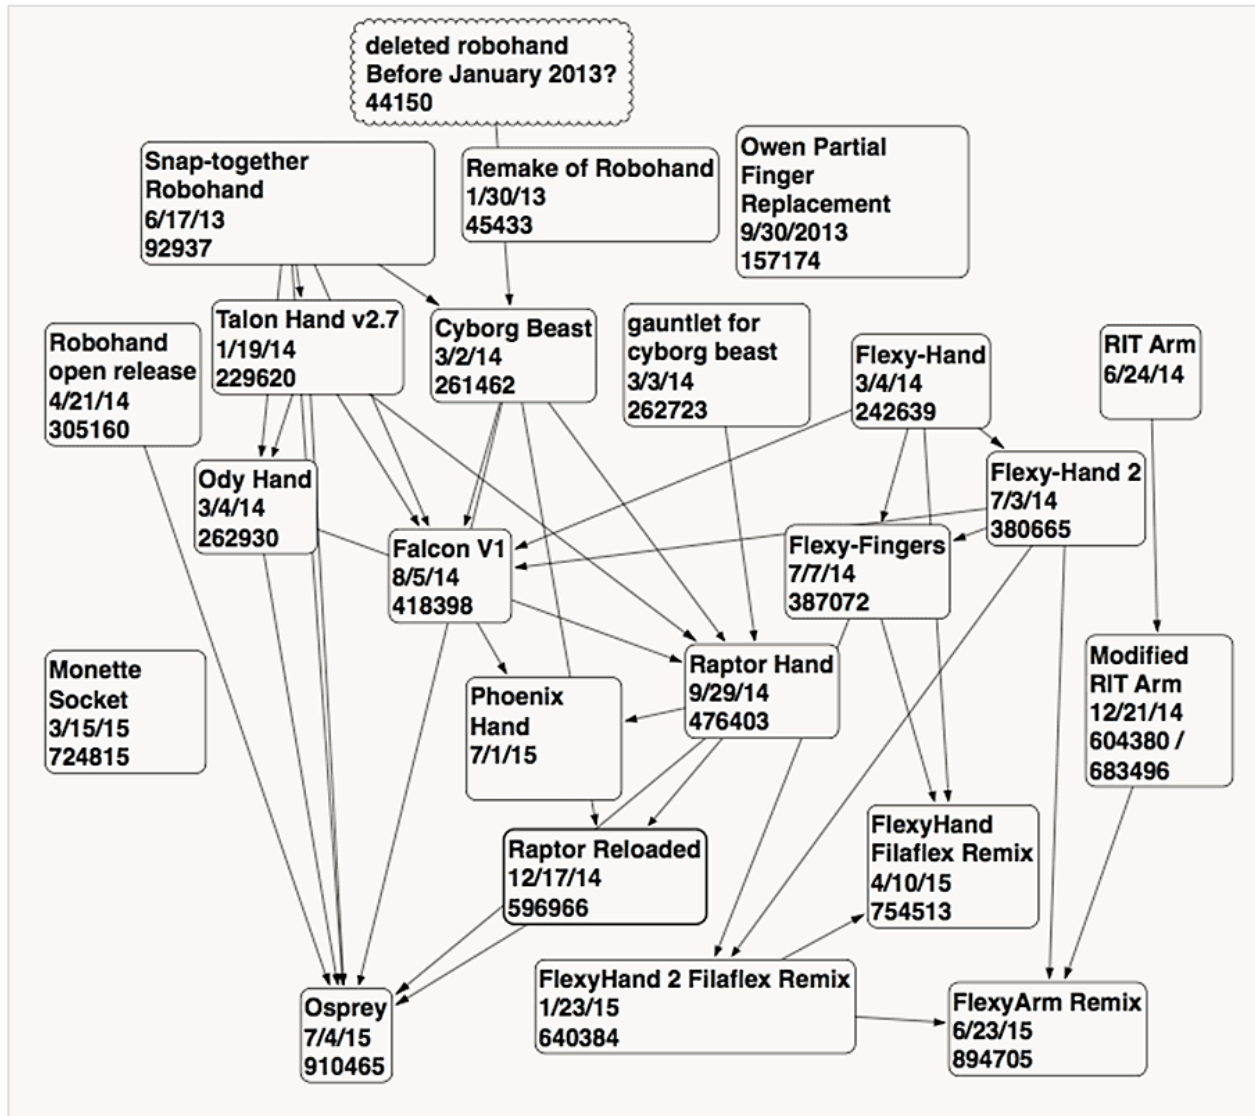 deleted robohand
Before January 2013?
44150
Snap-together
Robohand
6/17/13
92937
Remake of Robohand
1/30/13
45433
Owen Partial
Finger
Replacement
9/30/2013
157174
Robohand
open release
4/21/14
305160
Talon Hand v2.7
1/19/14
229620
Cyborg Beast
3/2/14
261462
gauntlet for
cyborg beast
3/3/14
262723
Flexy-Hand
3/4/14
242639
RIT Arm
6/24/14
Ody Hand
3/4/14
262930
Falcon V1
8/5/14
418398
Flexy-Fingers
7/7/14
387072
Flexy-Hand 2
7/3/14
380665
Monette
Socket
3/15/15
724815
Phoenix
Hand
7/1/15
Raptor Hand
9/29/14
476403
Modified
RIT Arm
12/21/14
604380 /
683496
Raptor Reloaded
12/17/14
596966
FlexyHand
Filaflex Remix
4/10/15
754513
Osprey
7/4/15
910465
FlexyHand 2 Filaflex Remix
1/23/15
640384
FlexyArm Remix
6/23/15
894705